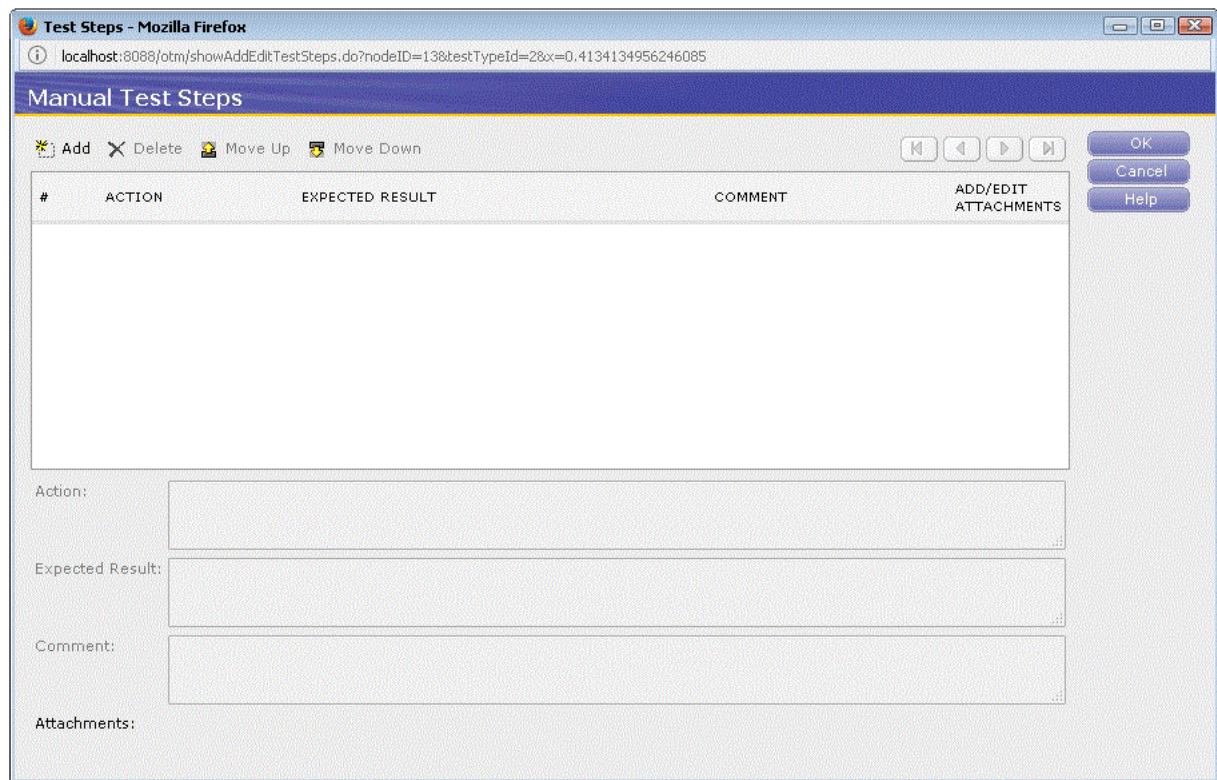 Test Steps - Mozilla Firefox
localhost:8088/otm/showAddEditTestSteps.do?nodeID=13&testTypeId=2&x=0.4134134956246085
Manual Test Steps
Add Delete Move Up Move Down
OK
Cancel
Help
# ACTION EXPECTED RESULT COMMENT ADD/EDIT
ATTACHMENTS
Action:
Expected Result:
Comment:
Attachments: